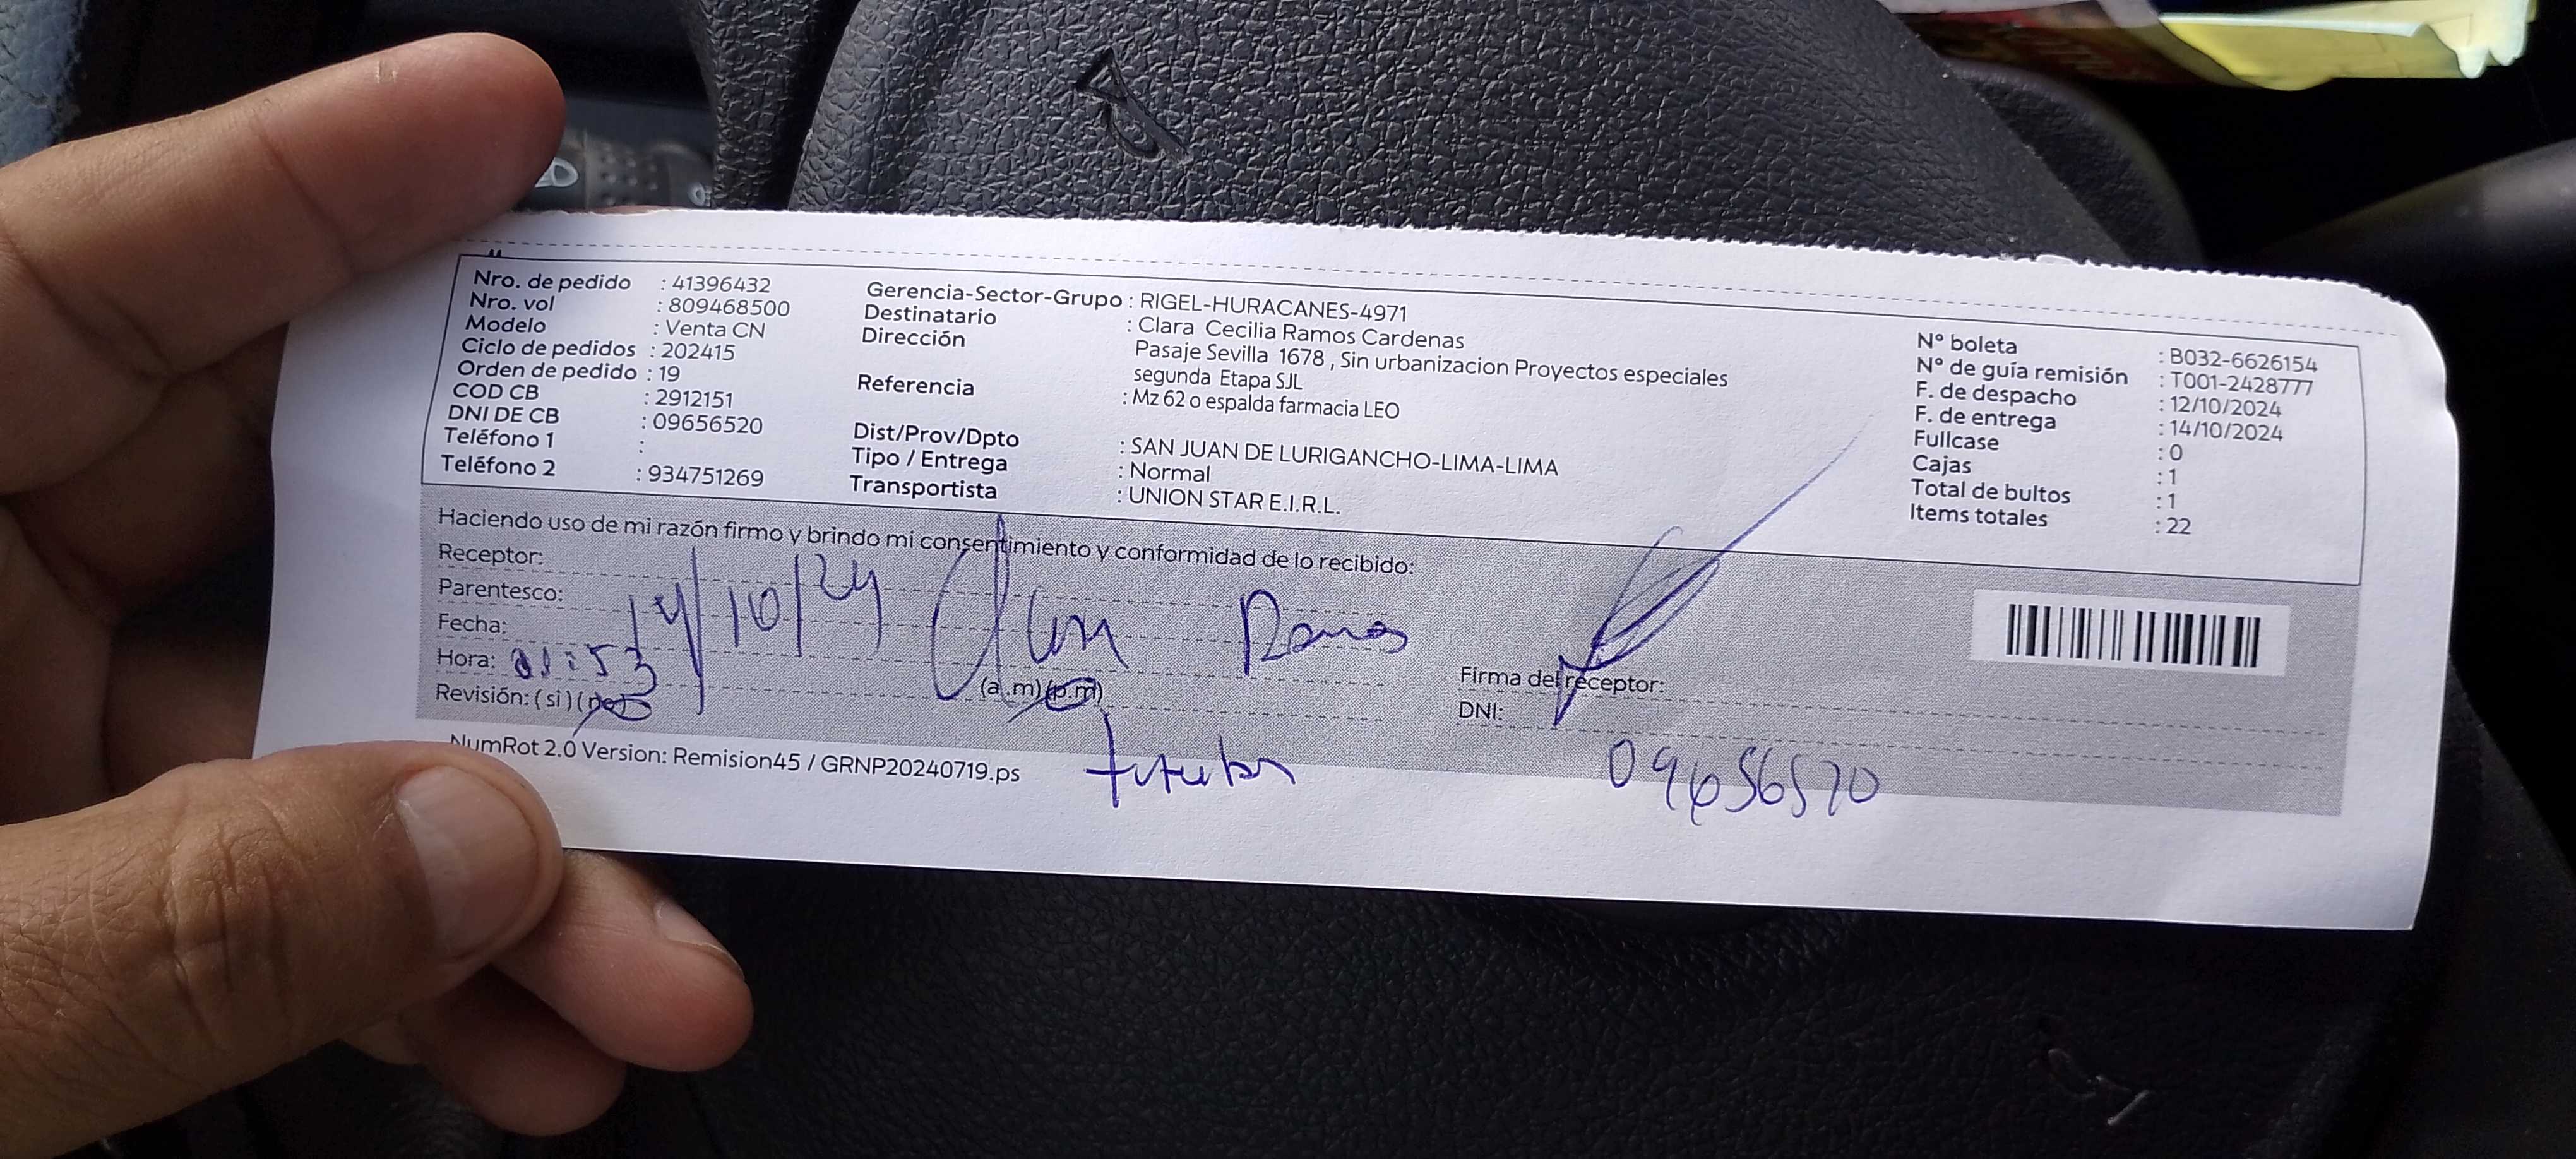 Nro. de pedido : 41396432
Nro. vol : 809468500
Modelo : Venta CN
Ciclo de pedidos : 202415
Orden de pedido : 19
COD CB : 2912151
DNI DE CB : 09656520
Teléfono 1 :
Teléfono 2 : 934751269
Gerencia-Sector-Grupo : RIGEL-HURACANES-4971
Destinatario : Clara Cecilia Ramos Cardenas
Dirección Pasaje Sevilla 1678 , Sin urbanizacion Proyectos especiales
segunda Etapa SJL
Referencia : Mz 62 o espalda farmacia LEO
Dist/Prov/Dpto : SAN JUAN DE LURIGANCHO-LIMA-LIMA
Tipo / Entrega : Normal
Transportista : UNION STAR E.I.R.L.
N° boleta : B032-6626154
N° de guía remisión : T001-2428777
F. de despacho : 12/10/2024
F. de entrega : 14/10/2024
Fullcase : 0
Cajas : 1
Total de bultos : 1
Items totales : 22
Haciendo uso de mi razón firmo y brindo mi consentimiento y conformidad de lo recibido:
Receptor:
Parentesco:
Fecha: 14/10/24 Ramos
Hora: 01:53 (a.m) (p.m)
Revisión: (si) (no)
Firma del receptor:
DNI:
09656520
NumRot 2.0 Version: Remision45 / GRNP20240719.ps